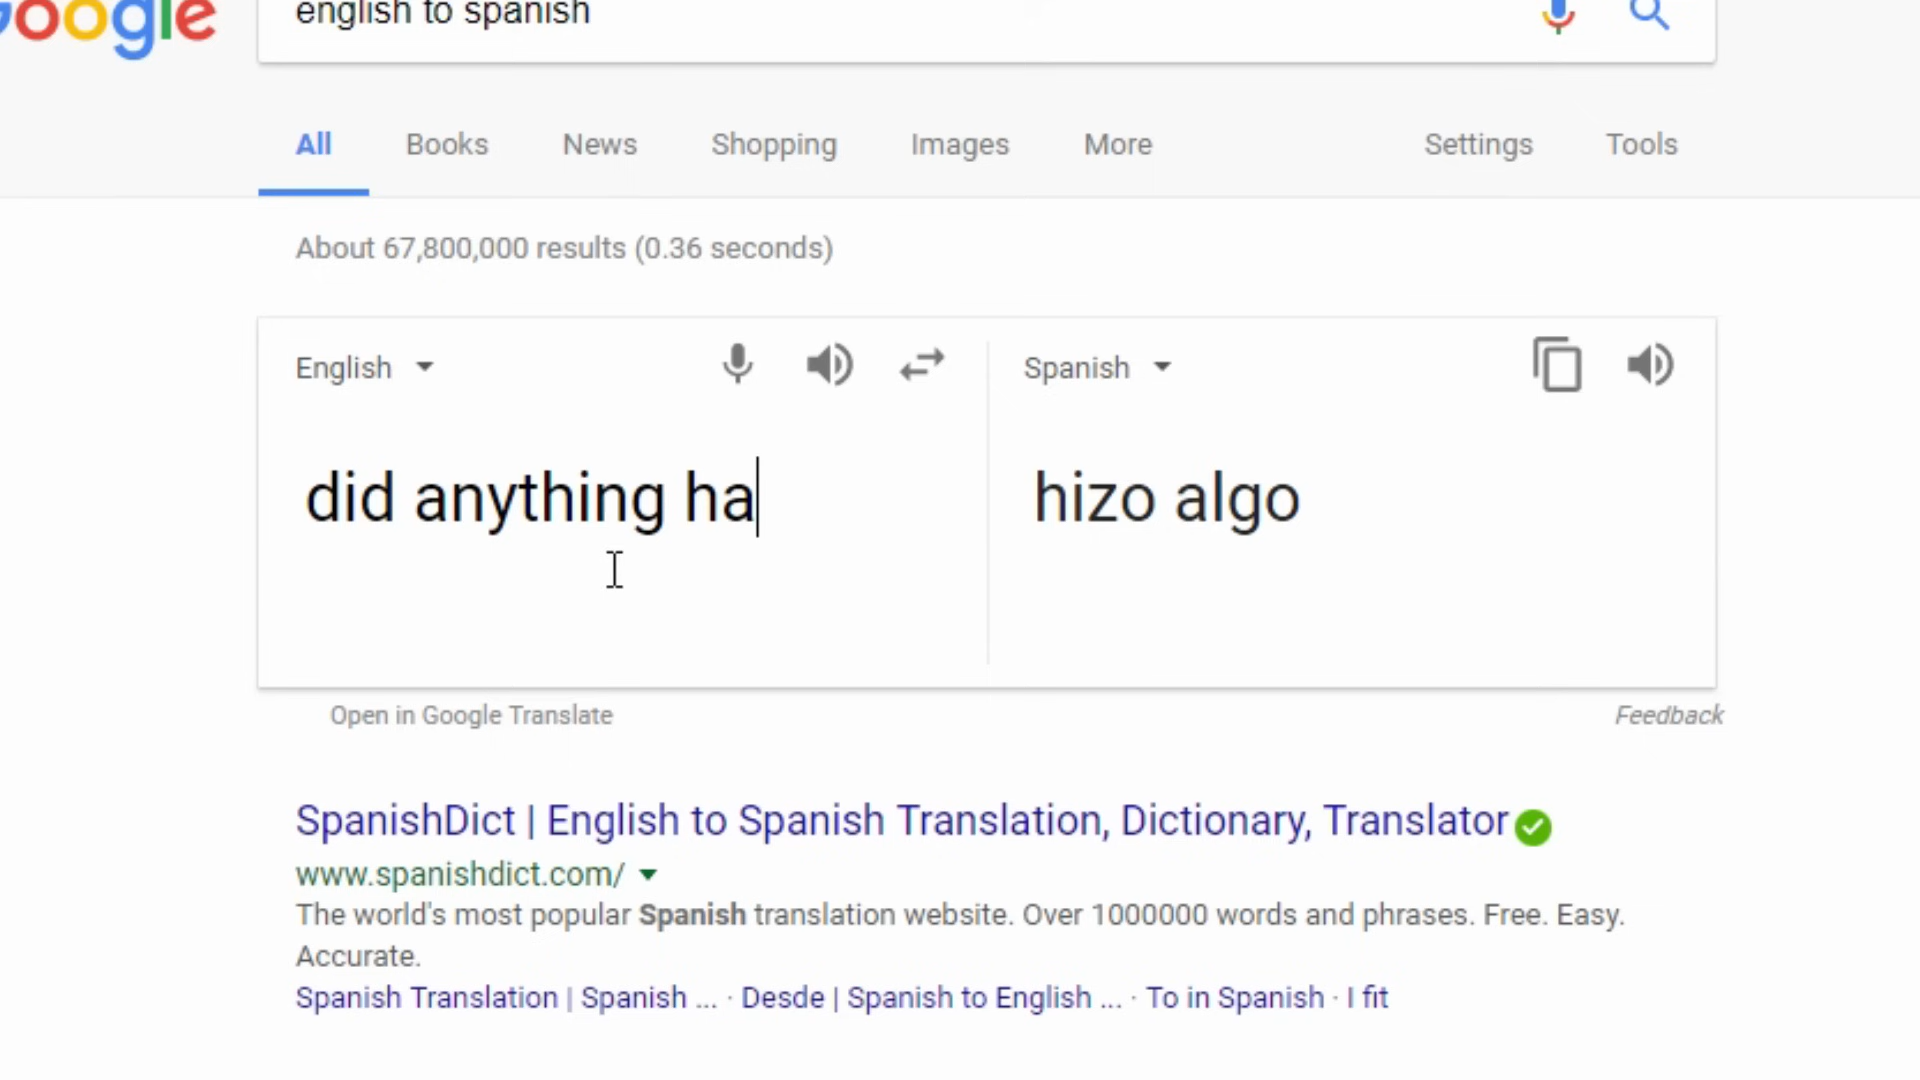 Google
english to spanish
All Books News Shopping Images More Settings Tools
About 67,800,000 results (0.36 seconds)
English Spanish
did anything ha hizo algo
Open in Google Translate Feedback
SpanishDict | English to Spanish Translation, Dictionary, Translator
www.spanishdict.com/
The world's most popular Spanish translation website. Over 1000000 words and phrases. Free. Easy.
Accurate.
Spanish Translation | Spanish ... · Desde | Spanish to English ... · To in Spanish · I fit